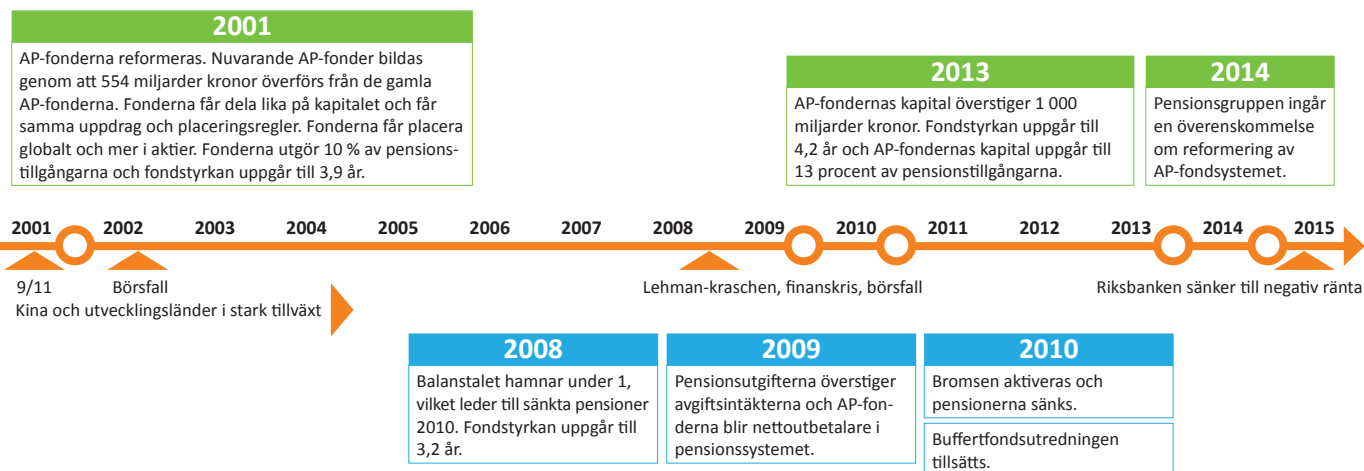 2001
AP-fonderna reformeras. Nuvarande AP-fonder bildas
genom att 554 miljarder kronor överförs från de gamla
AP-fonderna. Fonderna får dela lika på kapitalet och får
samma uppdrag och placeringsregler. Fonderna får placera
globalt och mer i aktier. Fonderna utgör 10 % av pensions-
tillgångarna och fondstyrkan uppgår till 3,9 år.
2013
AP-fondernas kapital överstiger 1 000
miljarder kronor. Fondstyrkan uppgår till
4,2 år och AP-fondernas kapital uppgår till
13 procent av pensionstillgångarna.
2014
Pensionsgruppen ingår
en överenskommelse
om reformering av
AP-fondsystemet.
2001 2002 2003 2004 2005 2006 2007 2008 2009 2010 2011 2012 2013 2014 2015
9/11 Börsfall Lehman-kraschen, finanskris, börsfall Riksbanken sänker till negativ ränta
Kina och utvecklingsländer i stark tillväxt
2008
Balanstalet hamnar under 1,
vilket leder till sänkta pensioner
2010. Fondstyrkan uppgår till
3,2 år.
2009
Pensionsutgifterna överstiger
avgiftsintäkterna och AP-fon-
derna blir nettoutbetalare i
pensionssystemet.
2010
Bromsen aktiveras och
pensionerna sänks.
Buffertfondsutredningen
tillsätts.